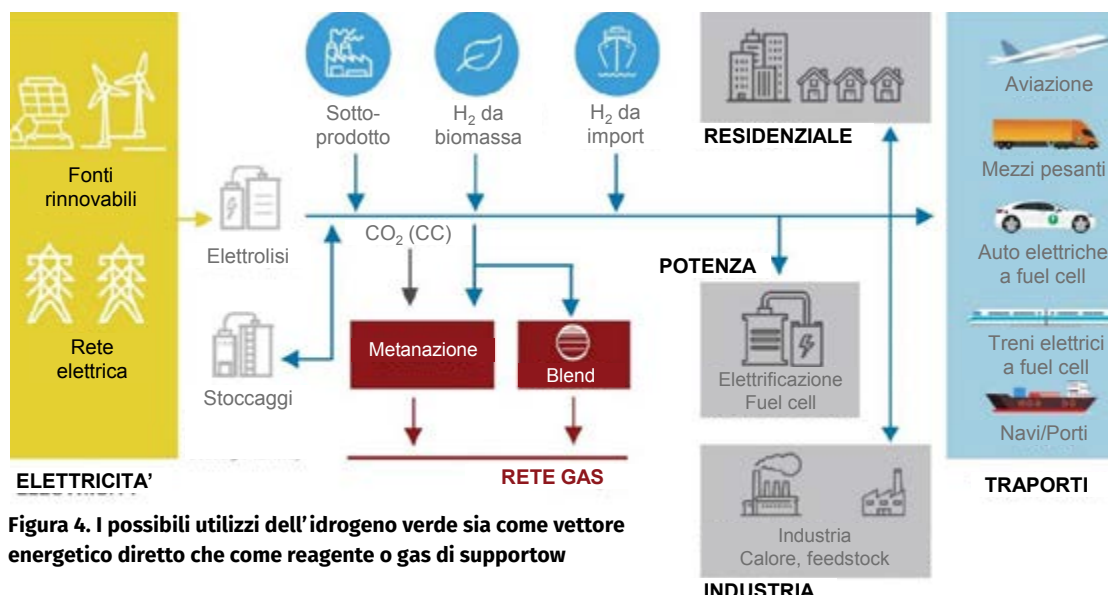 Fonti
rinnovabili
Rete
elettrica
ELETTRICITA'
Elettrolisi
Stoccaggi
Sotto-
prodotto
H₂ da
biomassa
H₂ da
import
CO₂ (CC)
Metanazione
Blend
RETE GAS
RESIDENZIALE
POTENZA
Elettrificazione
Fuel cell
Industria
Calore, feedstock
INDUSTRIA
Aviazione
Mezzi pesanti
Auto elettriche
a fuel cell
Treni elettrici
a fuel cell
Navi/Porti
TRAPORTI
Figura 4. I possibili utilizzi dell'idrogeno verde sia come vettore
energetico diretto che come reagente o gas di supportow